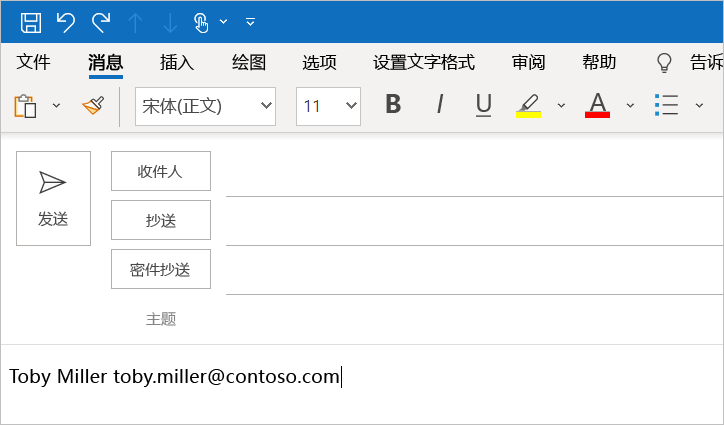 文件 消息 插入 绘图 选项 设置文字格式 审阅 帮助 告诉
宋体(正文) 11 B I U A
收件人
发送
抄送
密件抄送
主题
Toby Miller toby.miller@contoso.com